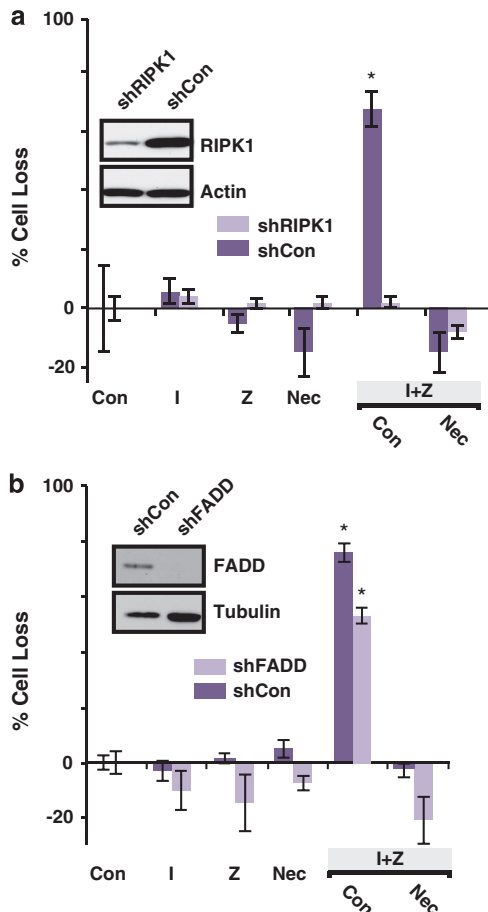 a
100
% Cell Loss
0
-20
shRIPK1
shCon
RIPK1
Actin
shRIPK1
shCon
*
Con
I
Z
Nec
I+Z
Con
Nec
b
100
% Cell Loss
0
-20
shCon
shFADD
FADD
Tubulin
shFADD
shCon
*
*
Con
I
Z
Nec
I+Z
Con
Nec